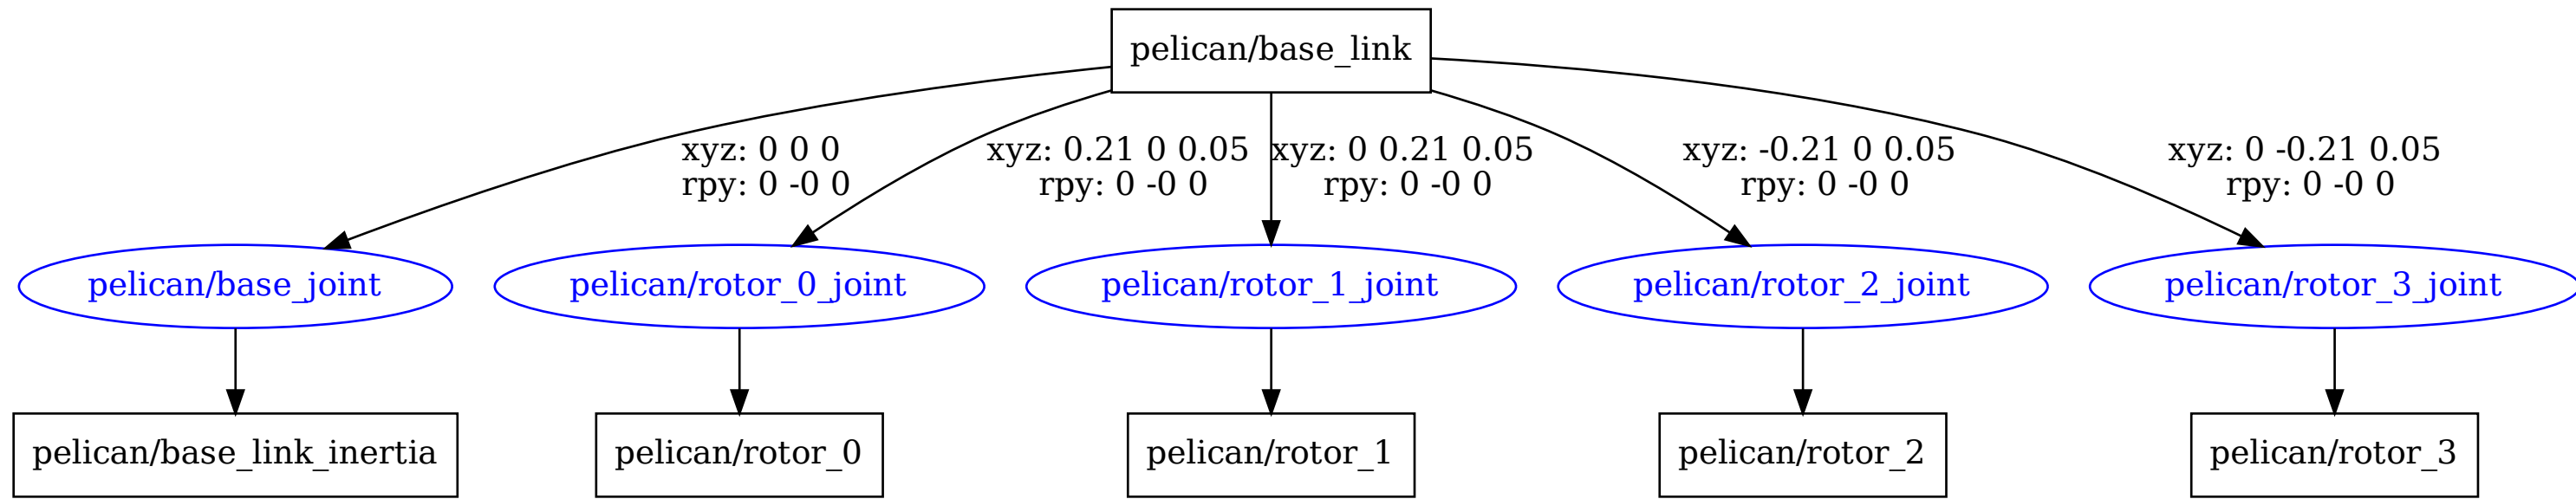 pelican/base_link
xyz: 0 0 0
rpy: 0 -0 0
xyz: 0.21 0 0.05
rpy: 0 -0 0
xyz: 0 0.21 0.05
rpy: 0 -0 0
xyz: -0.21 0 0.05
rpy: 0 -0 0
xyz: 0 -0.21 0.05
rpy: 0 -0 0
pelican/base_joint
pelican/rotor_0_joint
pelican/rotor_1_joint
pelican/rotor_2_joint
pelican/rotor_3_joint
pelican/base_link_inertia
pelican/rotor_0
pelican/rotor_1
pelican/rotor_2
pelican/rotor_3